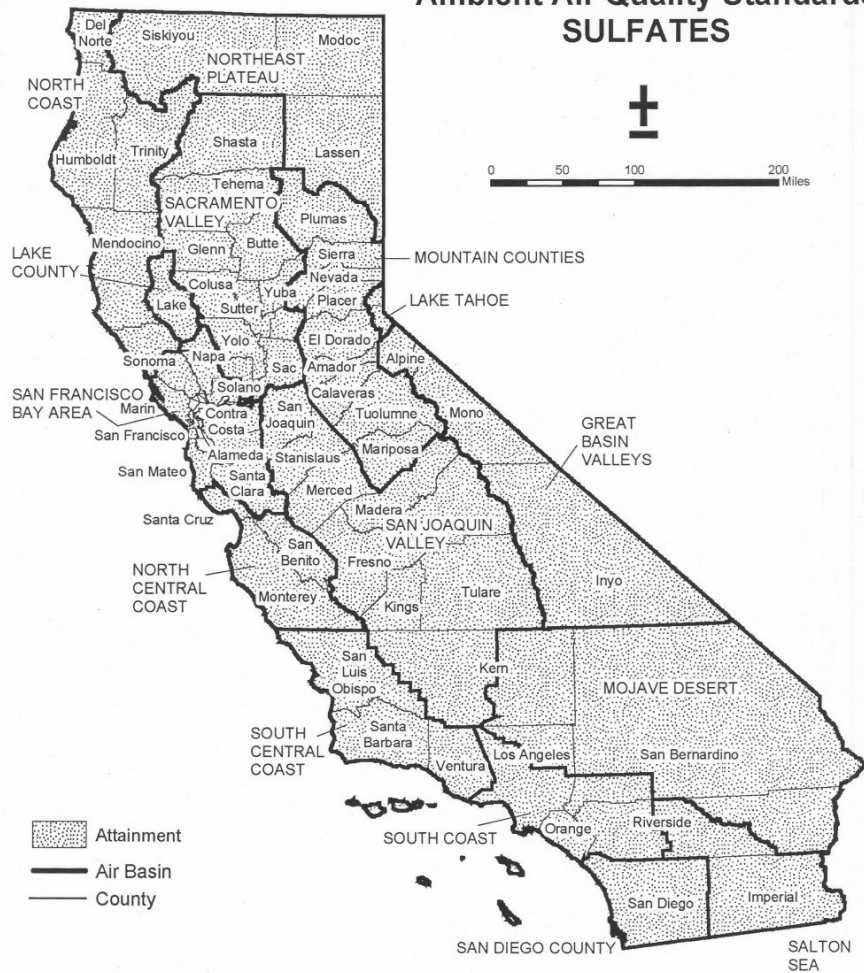 Ambient Air Quality Standards
SULFATES
0 50 100 200
Miles
Del
Norte
Siskiyou
Modoc
NORTHEAST
PLATEAU
NORTH
COAST
Shasta
Trinity
Lassen
Humboldt
Tehema
SACRAMENTO
VALLEY
Plumas
Mendocino
Glenn
Butte
Sierra
MOUNTAIN COUNTIES
LAKE
COUNTY
Nevada
Colusa
Yuba
Placer
LAKE TAHOE
Lake
Sutter
Yolo
El Dorado
Sonoma
Napa
Sac
Alpine
Amador
Solano
Calaveras
SAN FRANCISCO
BAY AREA
Marin
Contra
Costa
San
Joaquin
Tuolumne
Mono
San Francisco
GREAT
BASIN
VALLEYS
Alameda
Stanislaus
Mariposa
San Mateo
Santa
Clara
Merced
Madera
Santa Cruz
SAN JOAQUIN
VALLEY
San
Benito
Fresno
NORTH
CENTRAL
COAST
Inyo
Monterey
Kings
Tulare
San
Luis
Obispo
Kern
MOJAVE DESERT
SOUTH
CENTRAL
COAST
Santa
Barbara
Ventura
Los Angeles
San Bernardino
Attainment
SOUTH COAST
Orange
Riverside
Air Basin
County
San Diego
Imperial
SAN DIEGO COUNTY
SALTON
SEA